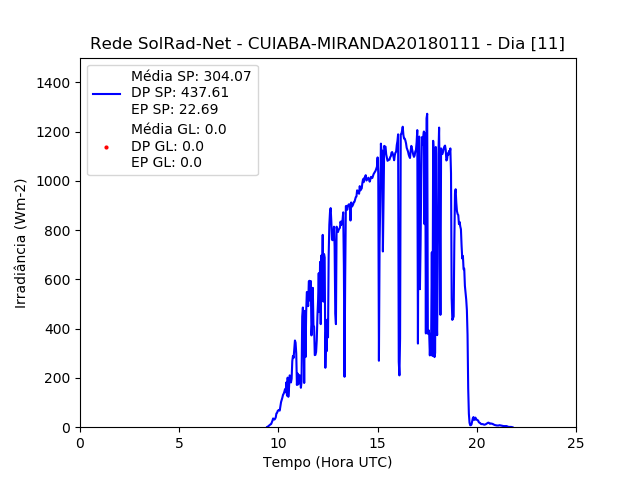 Rede SolRad-Net - CUIABA-MIRANDA20180111 - Dia [11]
Média SP: 304.07
DP SP: 437.61
EP SP: 22.69
Média GL: 0.0
DP GL: 0.0
EP GL: 0.0
1400
1200
1000
800
600
400
200
0
Irradiância (Wm-2)
0 5 10 15 20 25
Tempo (Hora UTC)